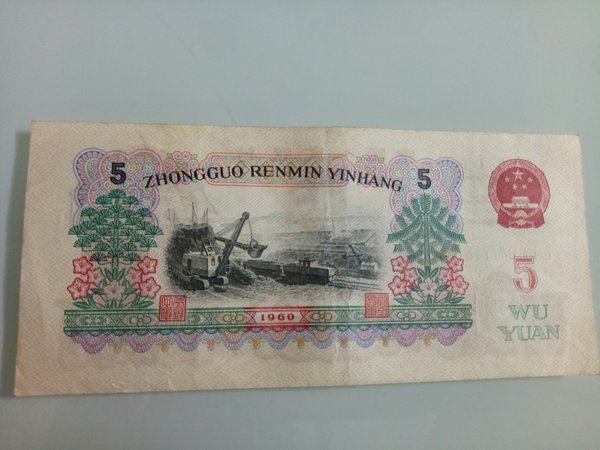 5 ZHONGGUO RENMIN YINHANG 5
5
WU
YUAN
1960